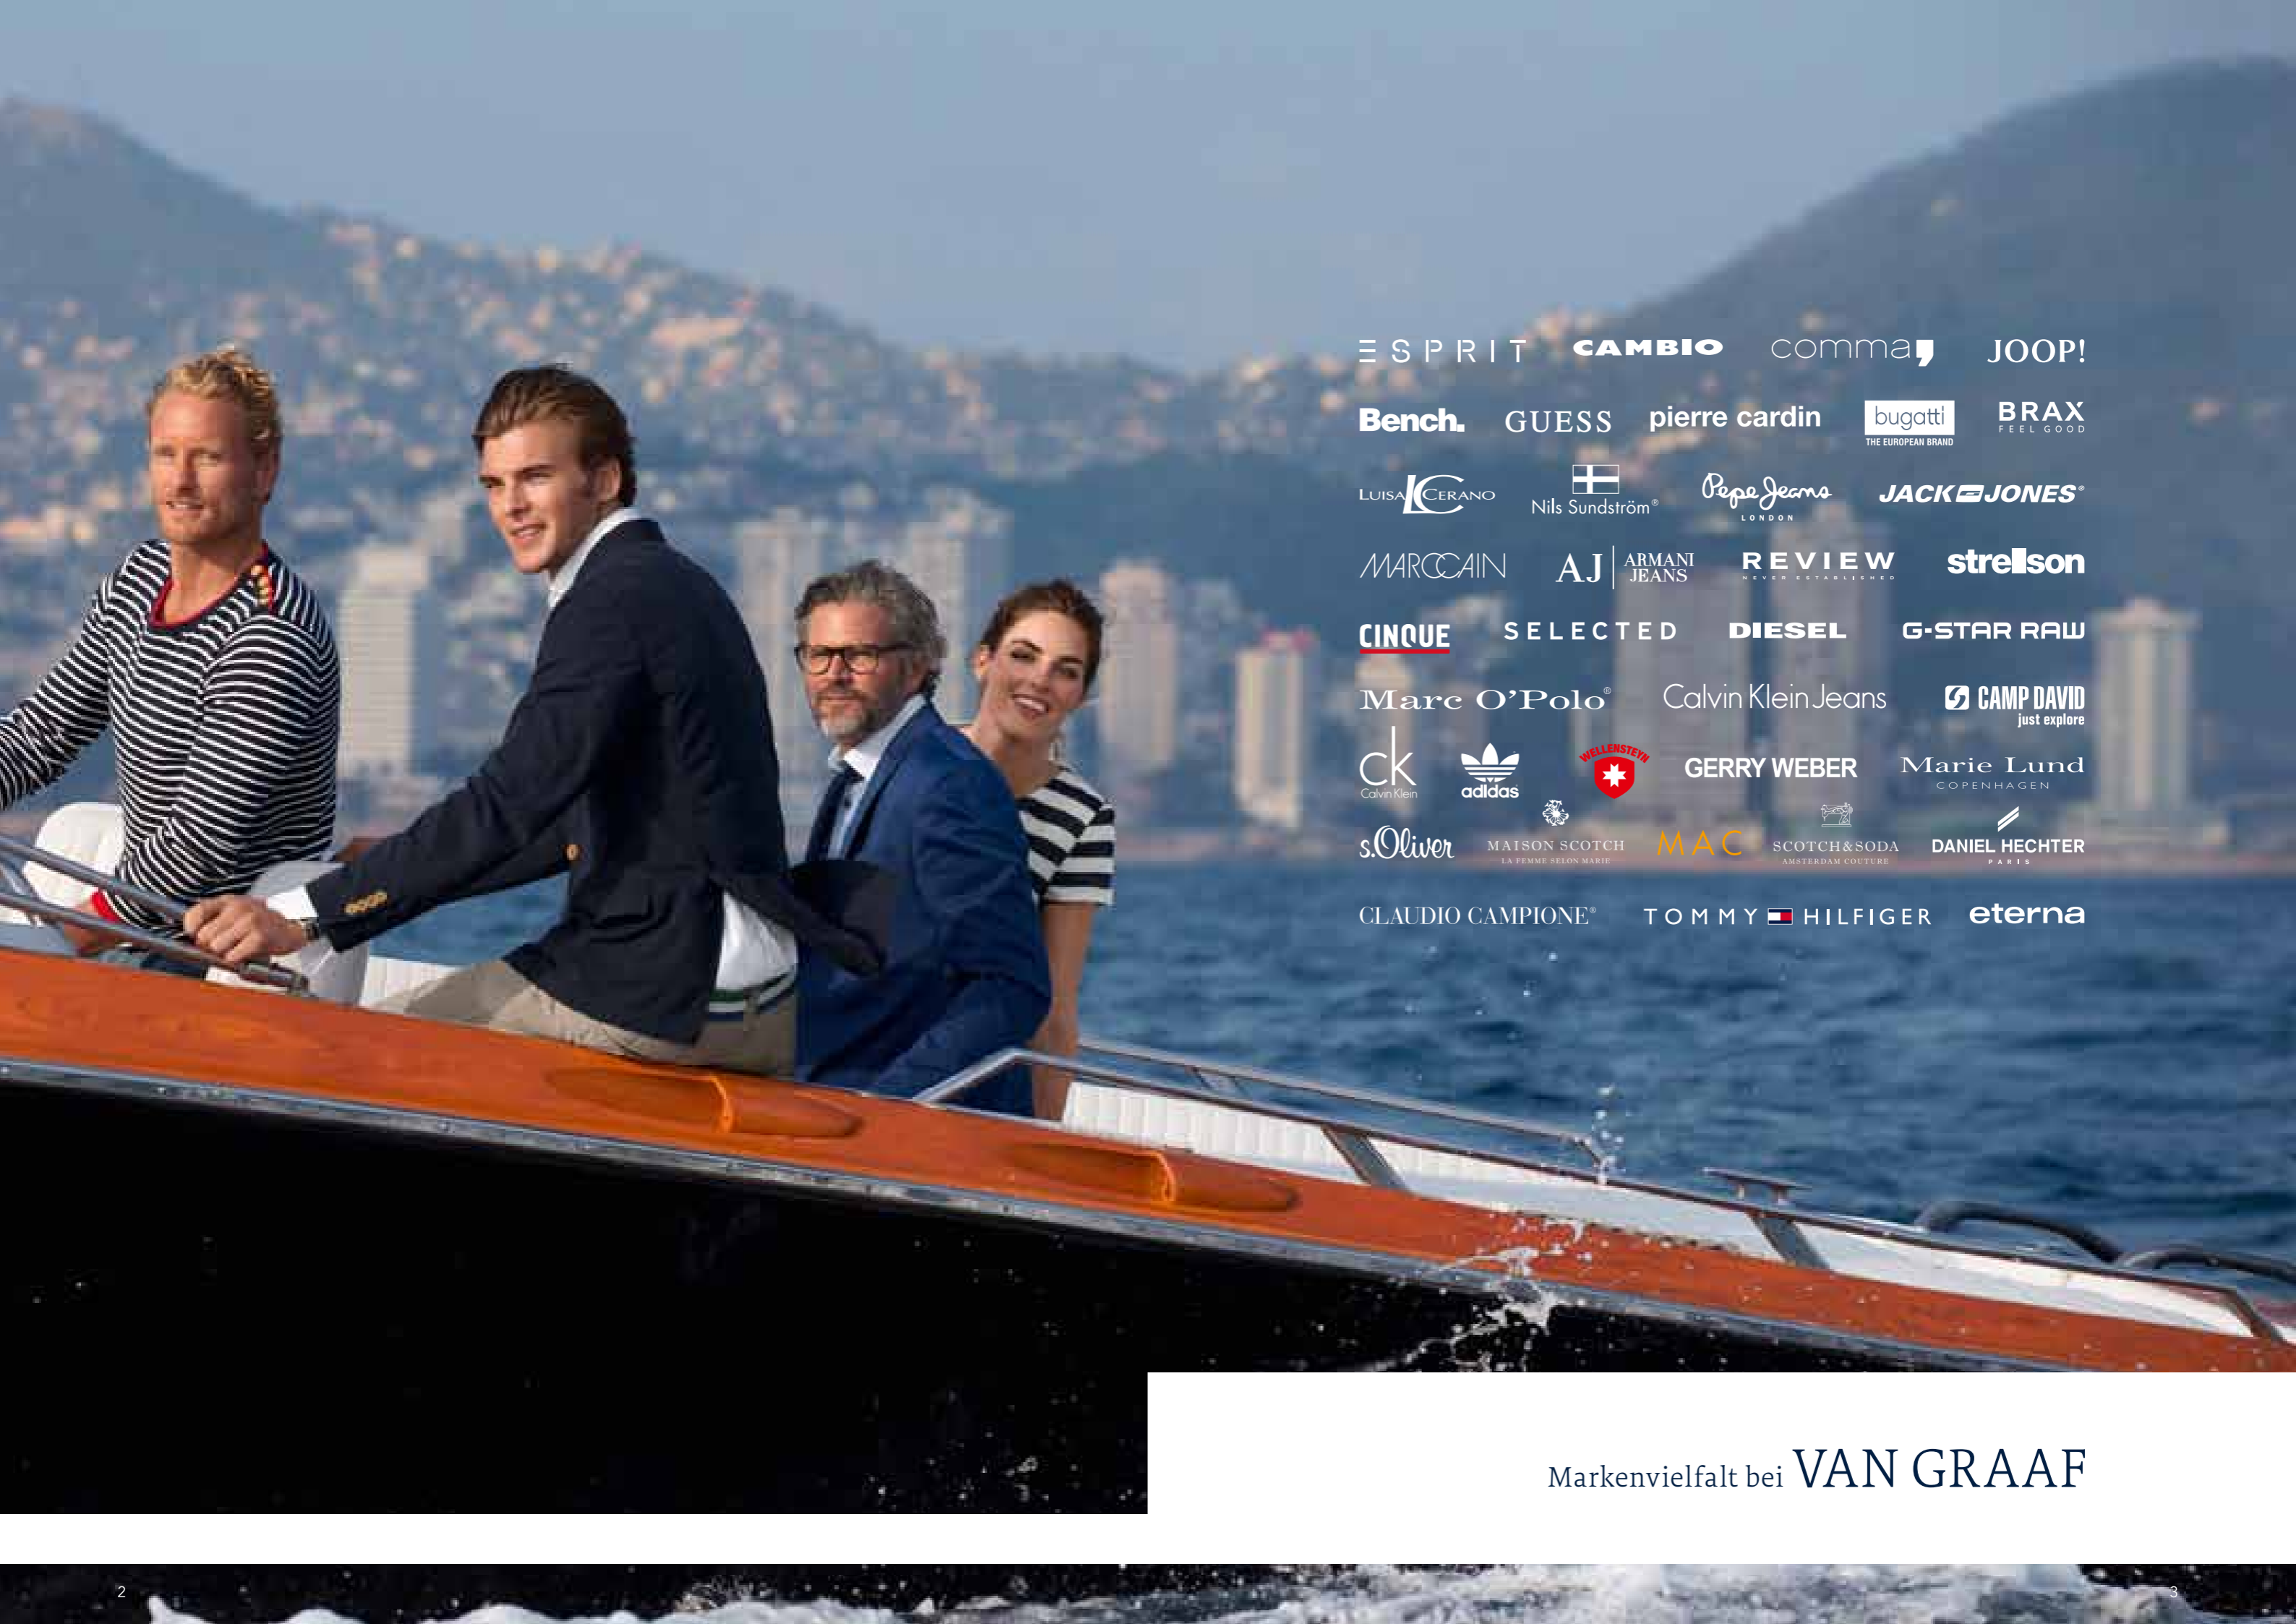 ESPRIT CAMBIO comma, JOOP!
Bench. GUESS pierre cardin bugatti BRAX
THE EUROPEAN BRAND FEEL GOOD
LUISA LC CERANO Nils Sundström® Pepe Jeans JACK & JONES®
LONDON
MARCCAIN AJ ARMANI JEANS REVIEW strellson
NEVER ESTABLISHED
CINQUE SELECTED DIESEL G-STAR RAW
Marc O'Polo® Calvin Klein Jeans CAMP DAVID
just explore
ck adidas WELLENSTEYN GERRY WEBER Marie Lund
Calvin Klein COPENHAGEN
s.Oliver MAISON SCOTCH MAC SCOTCH&SODA DANIEL HECHTER
LA FEMME SELON MARIE AMSTERDAM COUTURE PARIS
CLAUDIO CAMPIONE® TOMMY HILFIGER eterna
Markenvielfalt bei VAN GRAAF
2 3